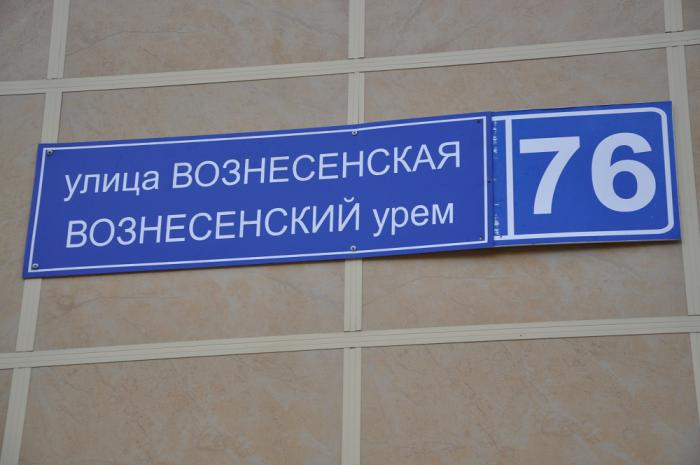 улица ВОЗНЕСЕНСКАЯ
ВОЗНЕСЕНСКИЙ урем
76